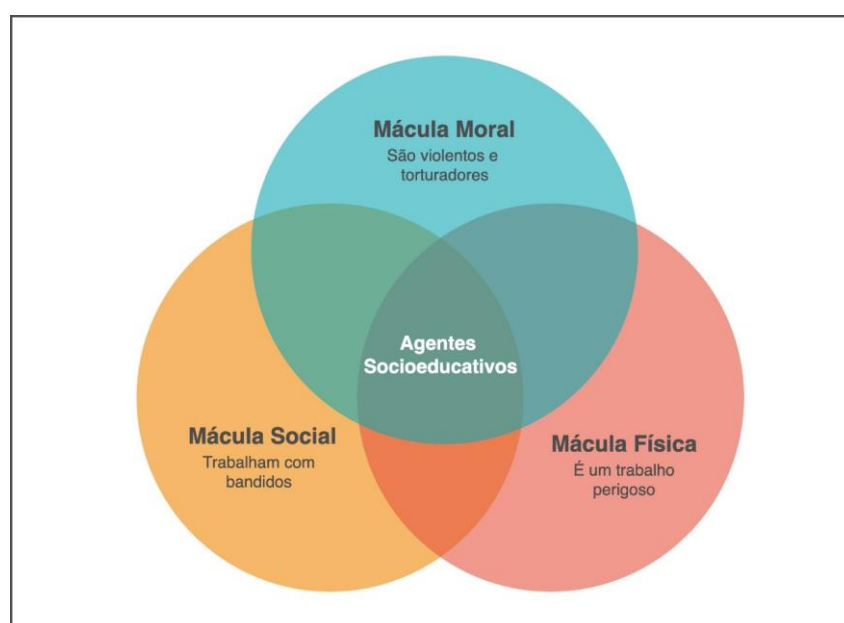 Mácula Moral
São violentos e
torturadores
Agentes
Socioeducativos
Mácula Social
Trabalham com
bandidos
Mácula Física
É um trabalho
perigoso